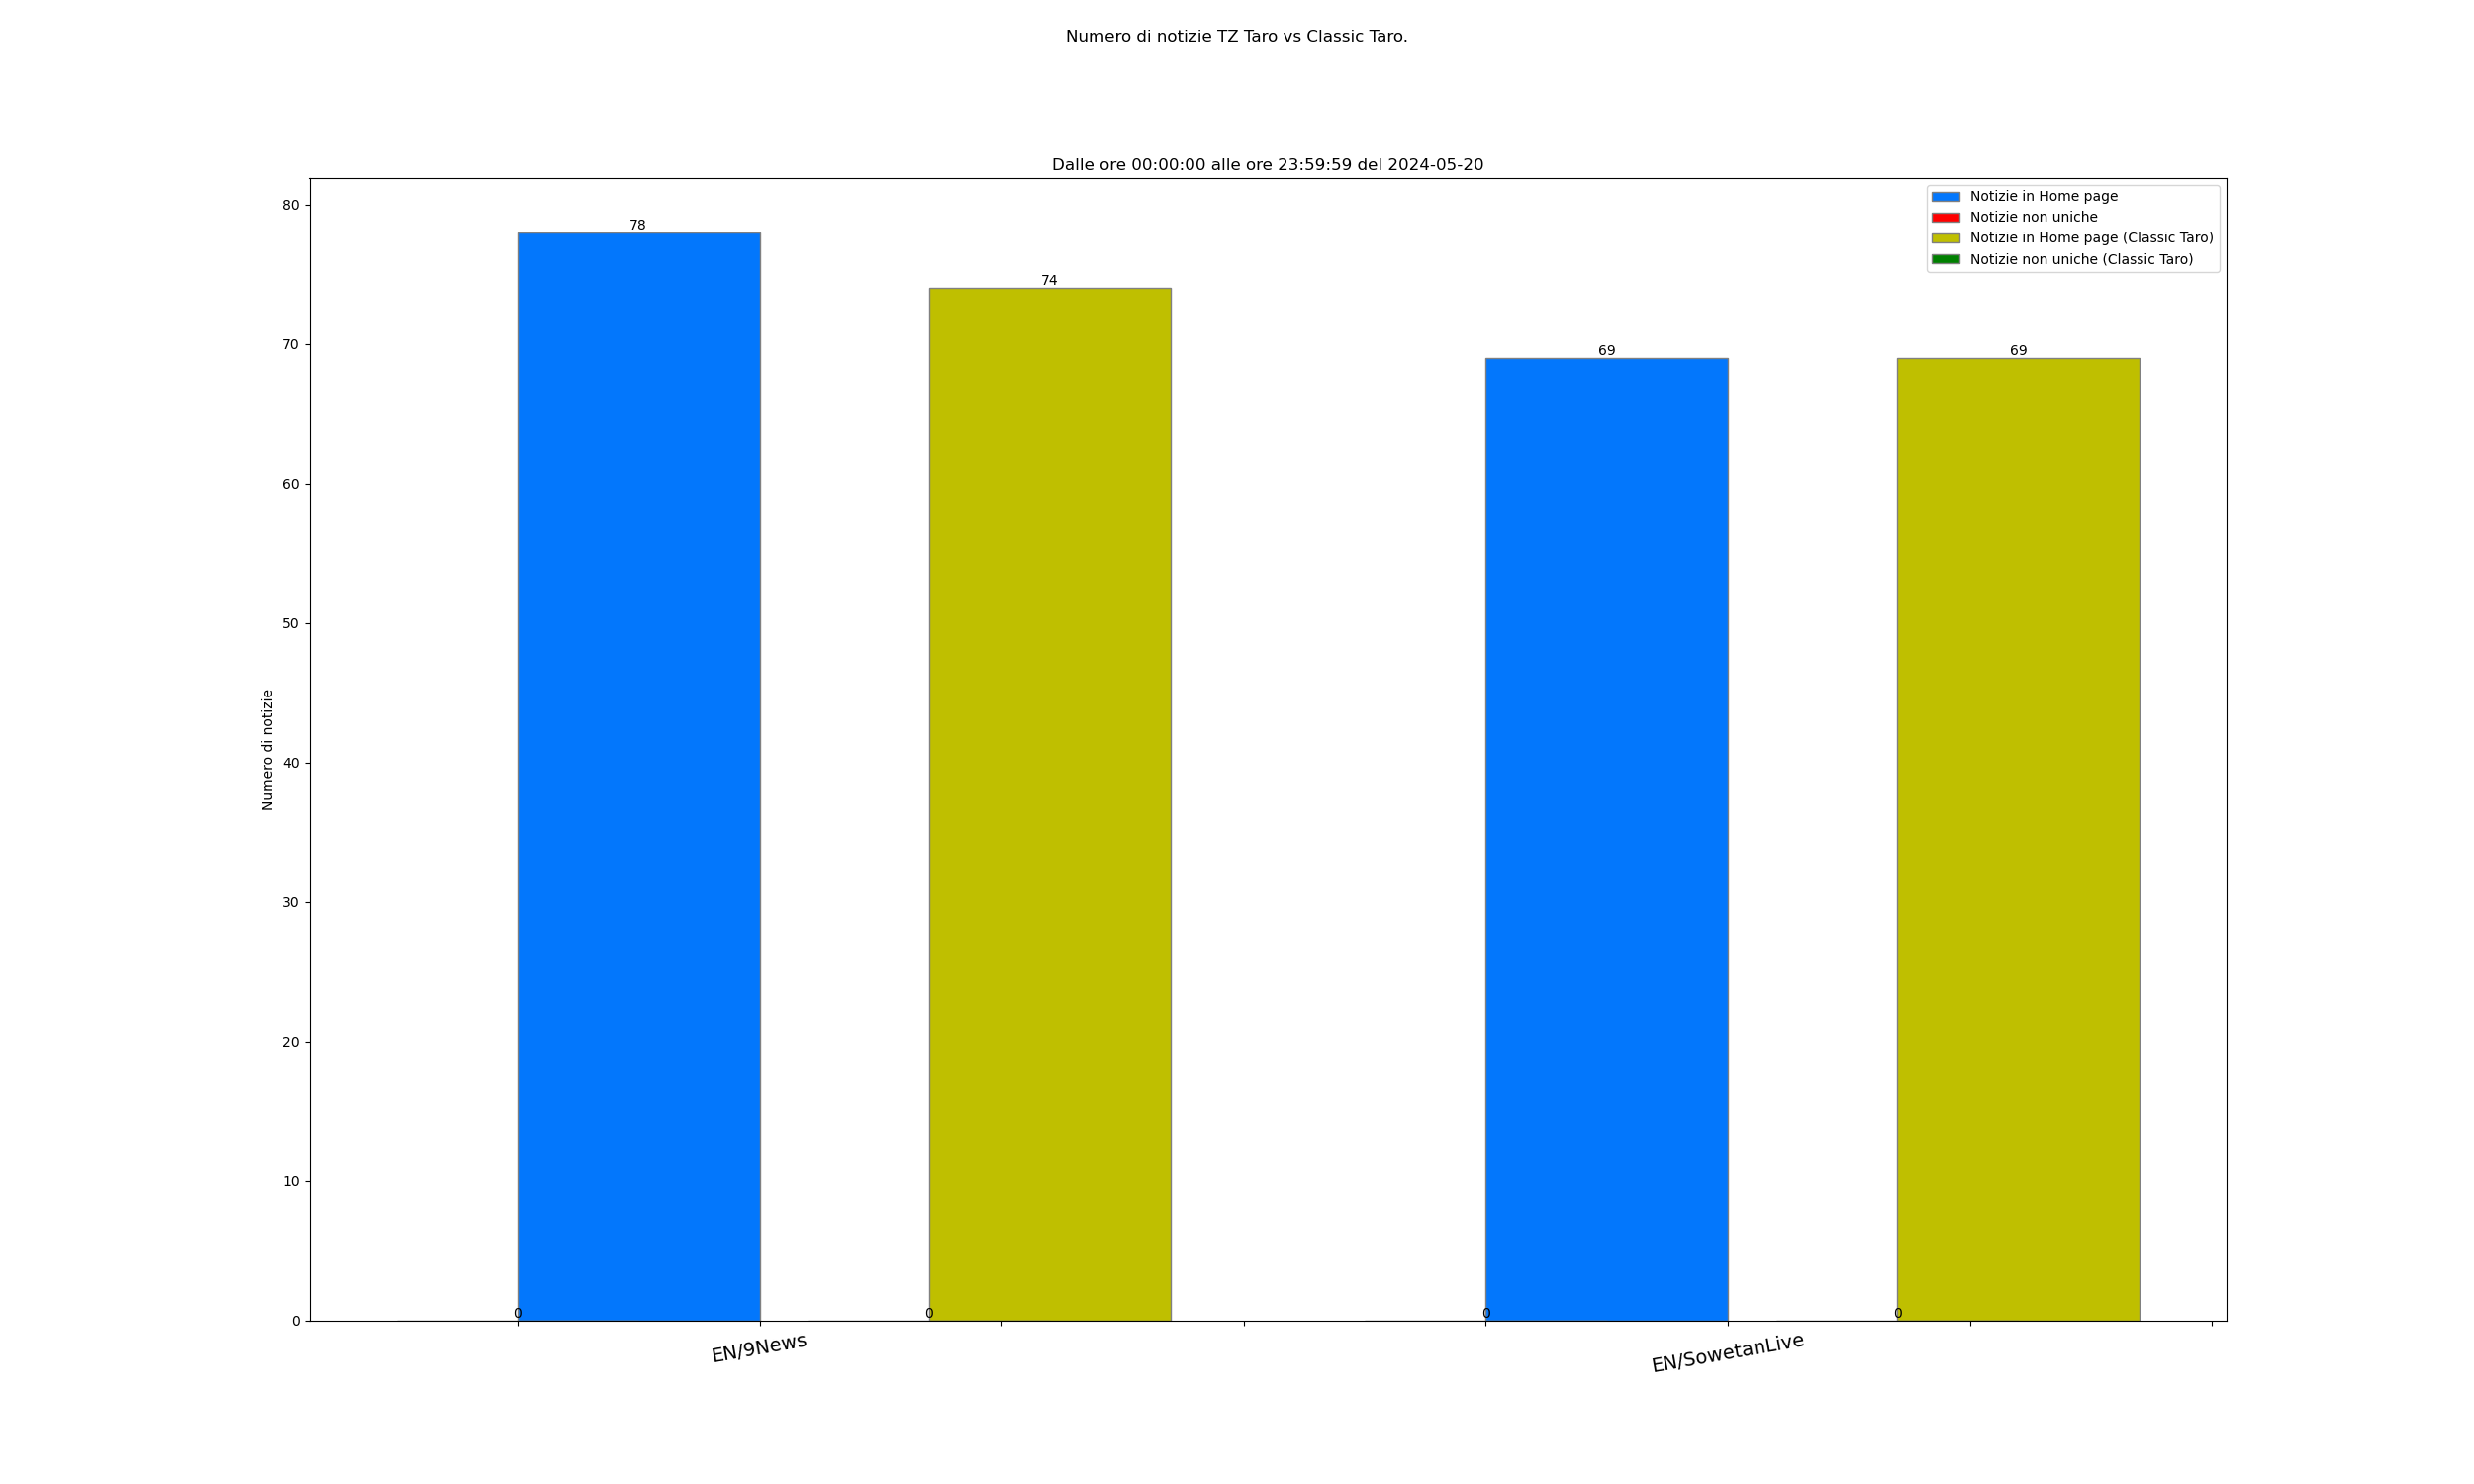 Numero di notizie TZ Taro vs Classic Taro.
Dalle ore 00:00:00 alle ore 23:59:59 del 2024-05-20
Notizie in Home page
Notizie non uniche
Notizie in Home page (Classic Taro)
Notizie non uniche (Classic Taro)
Numero di notizie
80
70
60
50
40
30
20
10
0
78
74
69
69
0
0
0
0
EN/9News
EN/SowetanLive